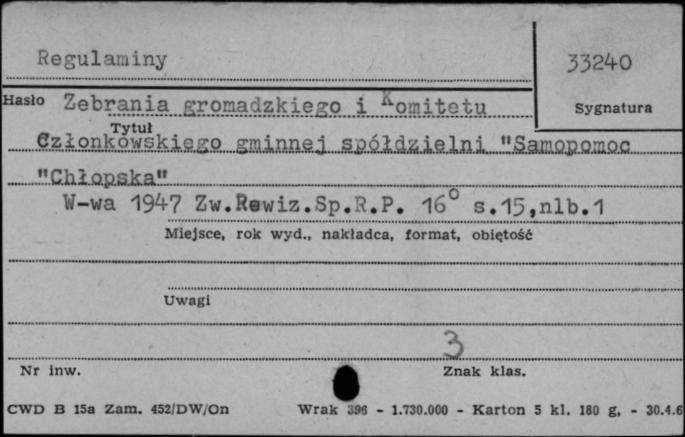 Regulaminy
33240
Hasło
Sygnatura
Zebrania gromadzkiego i Komitetu
Tytuł
Członkowskiego gminnej spółdzielni "Samopomoc
"Chłopska"
W-wa 1947 Zw.Rewiz.Sp.R.P. 16° s.15,nlb.1
Miejsce, rok wyd., nakładca, format, objętość
Uwagi
3
Nr inw.
Znak klas.
CWD B 15a Zam. 452/DW/On
Wrak 396 - 1.730.000 - Karton 5 kl. 180 g, - 30.4.6